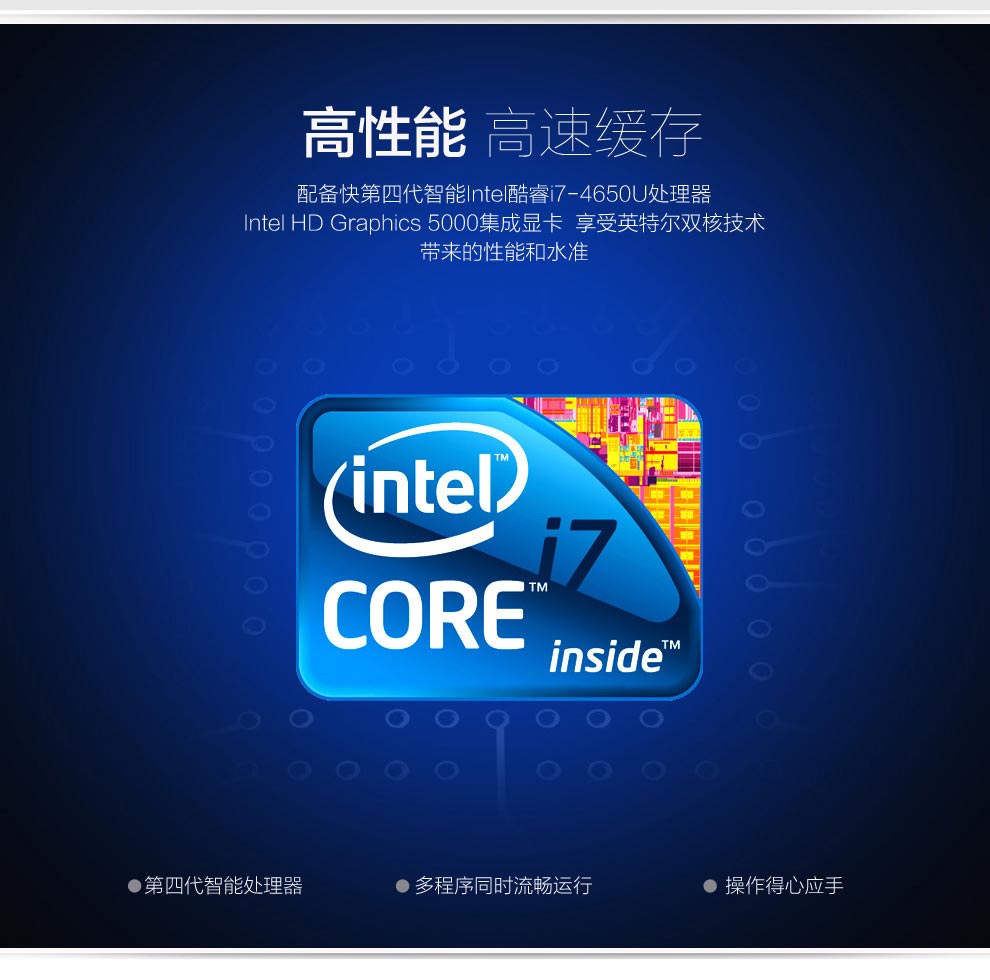 高性能 高速缓存
配备快第四代智能Intel酷睿i7-4650U处理器
Intel HD Graphics 5000集成显卡 享受英特尔双核技术
带来的性能和水准
intel™
i7
CORE™
inside™
●第四代智能处理器 ● 多程序同时流畅运行 ● 操作得心应手